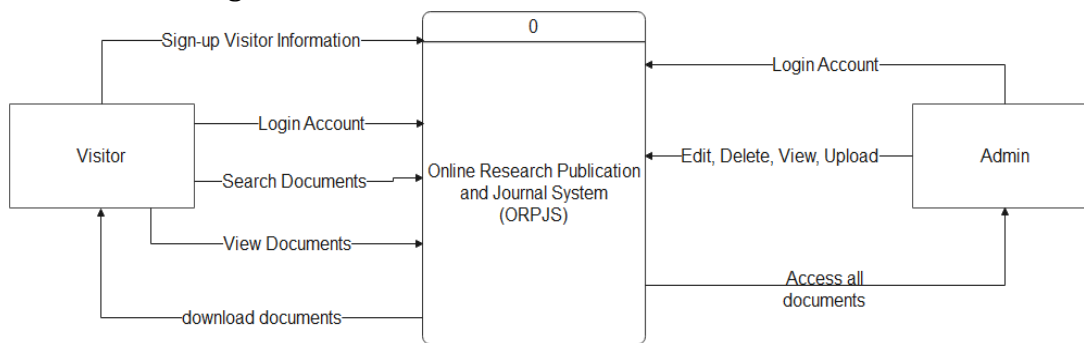 0
Sign-up Visitor Information
Login Account
Login Account
Visitor
Edit, Delete, View, Upload
Admin
Online Research Publication
and Journal System
(ORPJS)
Search Documents
View Documents
Access all
documents
download documents